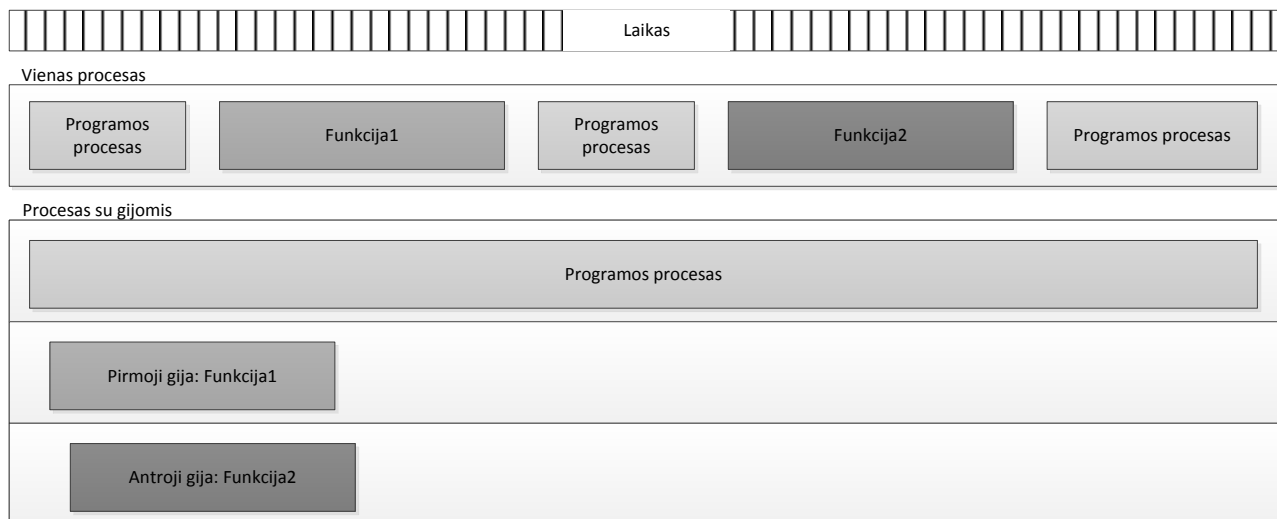 Laikas
Vienas procesas
Programos
procesas
Funkcija1
Programos
procesas
Funkcija2
Programos procesas
Procesas su gijomis
Programos procesas
Pirmoji gija: Funkcija1
Antroji gija: Funkcija2